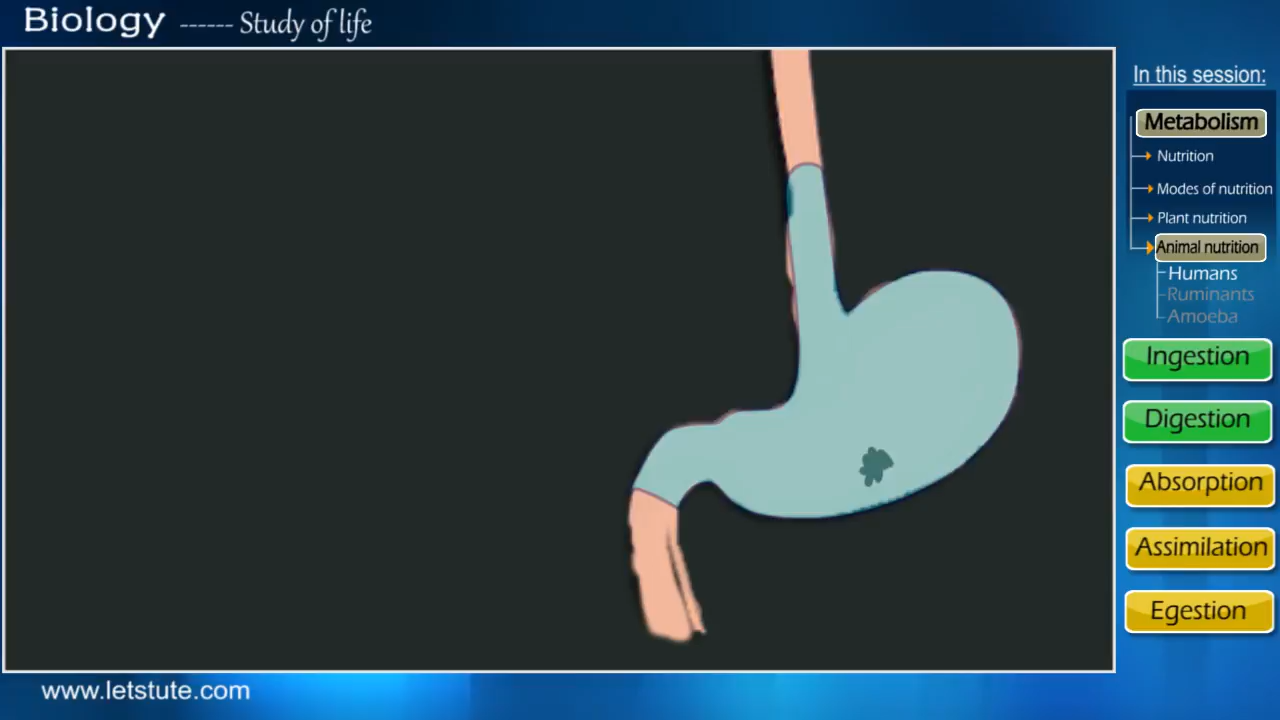 Biology ------ Study of life
In this session:
Metabolism
Nutrition
Modes of nutrition
Plant nutrition
Animal nutrition
Humans
Ruminants
Amoeba
Ingestion
Digestion
Absorption
Assimilation
Egestion
www.letstute.com